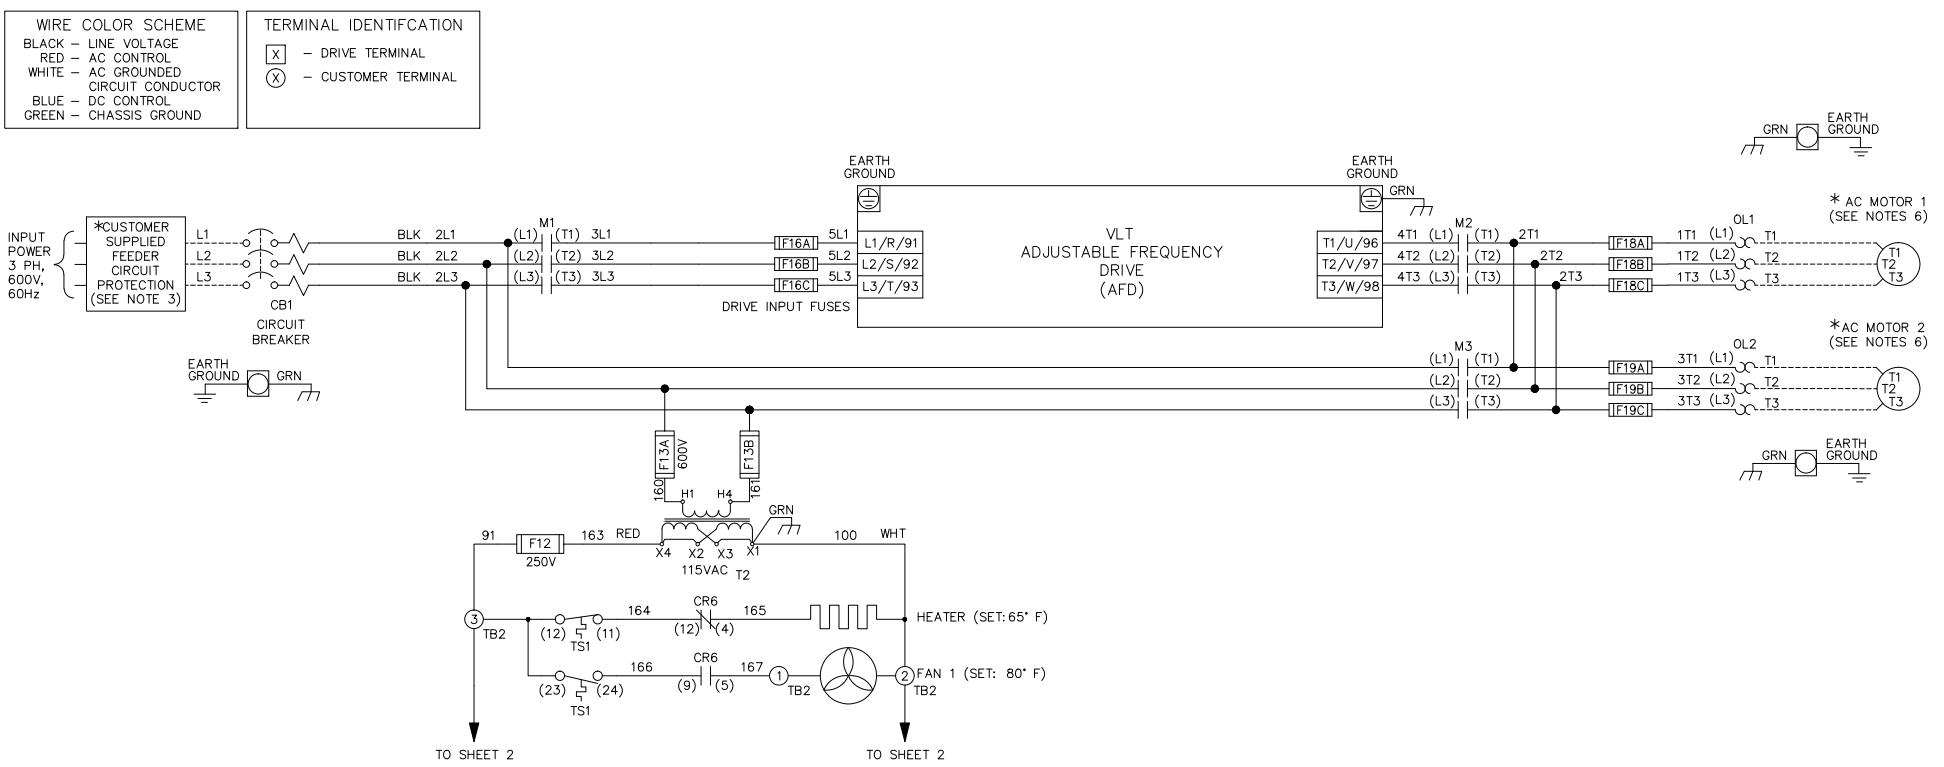 WIRE COLOR SCHEME
BLACK – LINE VOLTAGE
RED – AC CONTROL
WHITE – AC GROUNDED
CIRCUIT CONDUCTOR
BLUE – DC CONTROL
GREEN – CHASSIS GROUND
TERMINAL IDENTIFCATION
X – DRIVE TERMINAL
X – CUSTOMER TERMINAL
INPUT
POWER
3 PH,
600V,
60Hz
*CUSTOMER
SUPPLIED
FEEDER
CIRCUIT
PROTECTION
(SEE NOTE 3)
L1
L2
L3
CB1
CIRCUIT
BREAKER
EARTH
GROUND
GRN
BLK 2L1
BLK 2L2
BLK 2L3
M1
(L1) (T1) 3L1
(L2) (T2) 3L2
(L3) (T3) 3L3
F16A 5L1
F16B 5L2
F16C 5L3
DRIVE INPUT FUSES
EARTH
GROUND
L1/R/91
L2/S/92
L3/T/93
VLT
ADJUSTABLE FREQUENCY
DRIVE
(AFD)
EARTH
GROUND
GRN
T1/U/96
T2/V/97
T3/W/98
M2
4T1 (L1) (T1) 2T1
4T2 (L2) (T2) 2T2
4T3 (L3) (T3) 2T3
F18A
F18B
F18C
OL1
1T1 (L1) T1
1T2 (L2) T2
1T3 (L3) T3
GRN
EARTH
GROUND
* AC MOTOR 1
(SEE NOTES 6)
T1
T2
T3
M3
(L1) (T1)
(L2) (T2)
(L3) (T3)
F19A
F19B
F19C
OL2
3T1 (L1) T1
3T2 (L2) T2
3T3 (L3) T3
*AC MOTOR 2
(SEE NOTES 6)
T1
T2
T3
GRN
EARTH
GROUND
F13A
600V
F13B
160
161
H1 H4
GRN
91 F12 163 RED
250V
X4 X2 X3 X1
115VAC T2
100 WHT
3
TB2
(12) (11)
TS1
164
CR6
(12) (4)
165
HEATER (SET:65° F)
(23) (24)
TS1
166
CR6
(9) (5)
167
1
TB2
2
TB2
FAN 1 (SET: 80° F)
TO SHEET 2
TO SHEET 2